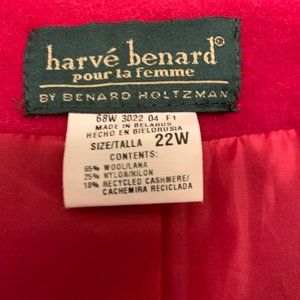 harvé benard®
pour la femme
BY BENARD HOLTZMAN
68W 3022 04 F1
MADE IN BELARUS
HECHO EN BIELORUSIA
SIZE/TALLA 22W
CONTENTS:
65% WOOL/LANA
25% NYLON/NILON
10% RECYCLED CASHMERE/
CACHEMIRA RECICLADA